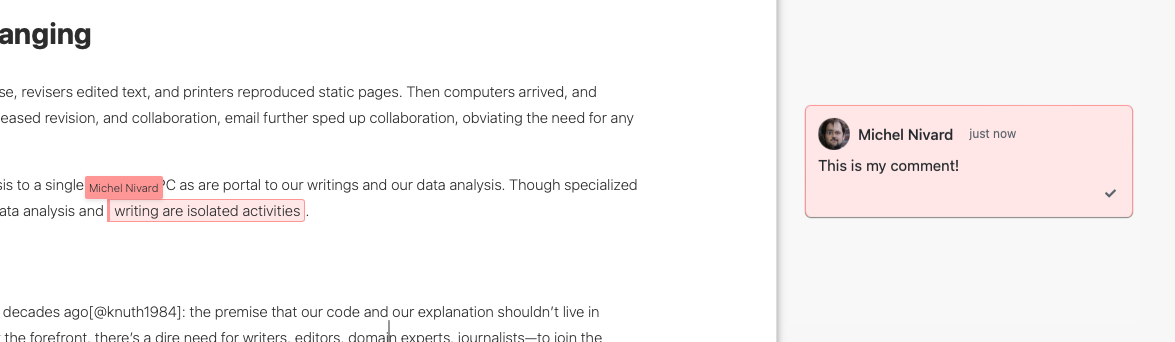 anging
se, revisers edited text, and printers reproduced static pages. Then computers arrived, and
eased revision, and collaboration, email further sped up collaboration, obviating the need for any
sis to a single PC as are portal to our writings and our data analysis. Though specialized
Michel Nivard
ata analysis and writing are isolated activities.
decades ago[@knuth1984]: the premise that our code and our explanation shouldn't live in
the forefront, there's a dire need for writers, editors, domain experts, journalists—to join the
Michel Nivard just now
This is my comment!